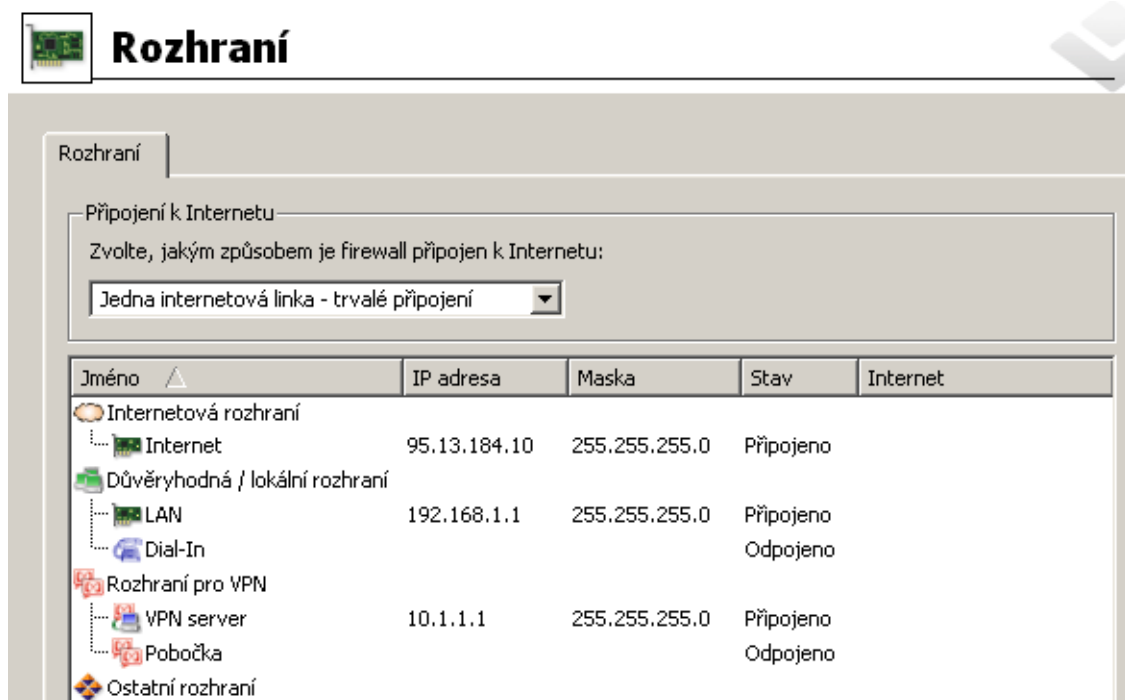 Rozhraní
Rozhraní
Připojení k Internetu
Zvolte, jakým způsobem je firewall připojen k Internetu:
Jedna internetová linka - trvalé připojení
Jméno IP adresa Maska Stav Internet
Internetová rozhraní
Internet 95.13.184.10 255.255.255.0 Připojeno
Důvěryhodná / lokální rozhraní
LAN 192.168.1.1 255.255.255.0 Připojeno
Dial-In Odpojeno
Rozhraní pro VPN
VPN server 10.1.1.1 255.255.255.0 Připojeno
Pobočka Odpojeno
Ostatní rozhraní